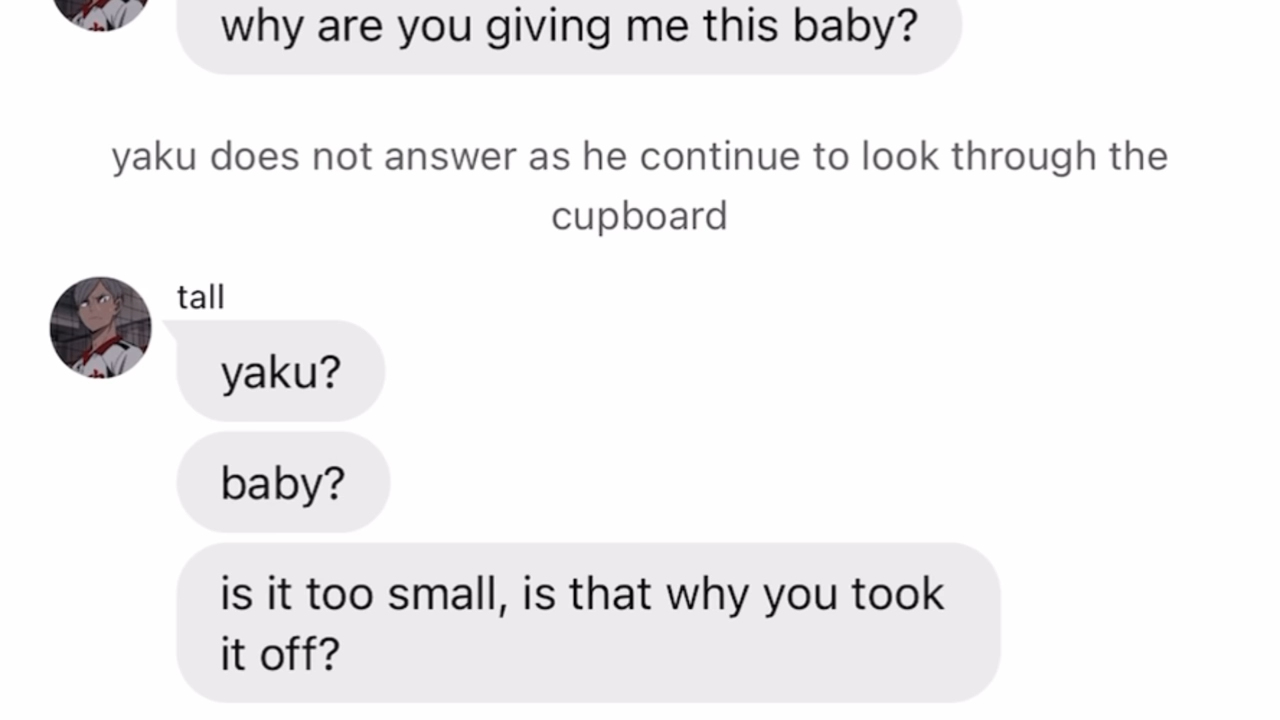 why are you giving me this baby?
yaku does not answer as he continue to look through the
cupboard
tall
yaku?
baby?
is it too small, is that why you took
it off?